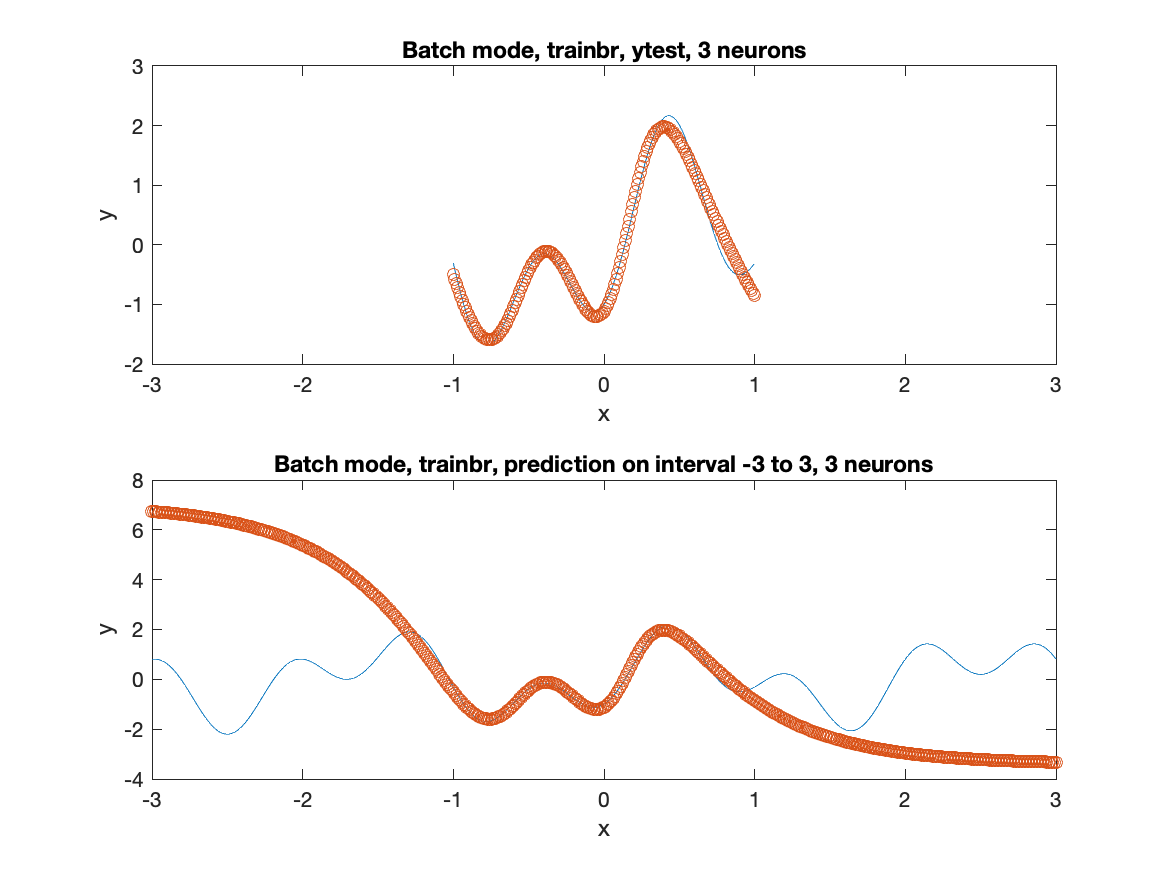 Batch mode, trainbr, ytest, 3 neurons
3
2
1
0
-1
-2
y
-3 -2 -1 0 1 2 3
x
Batch mode, trainbr, prediction on interval -3 to 3, 3 neurons
8
6
4
2
0
-2
-4
y
-3 -2 -1 0 1 2 3
x